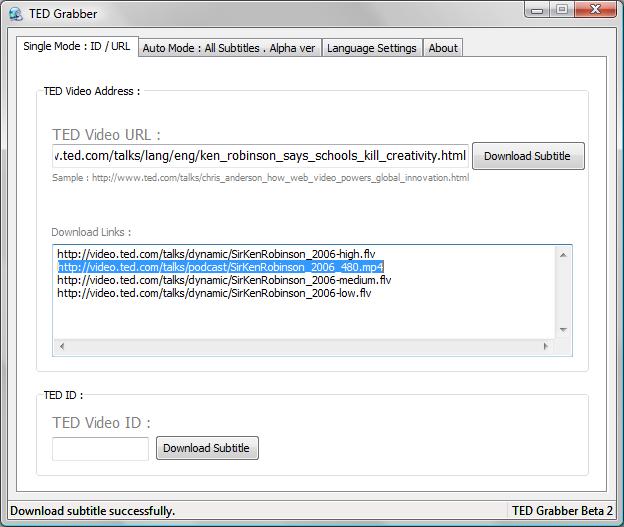 TED Grabber
Single Mode : ID / URL
Auto Mode : All Subtitles . Alpha ver
Language Settings
About
TED Video Address :
TED Video URL :
.ted.com/talks/lang/eng/ken_robinson_says_schools_kill_creativity.html
Download Subtitle
Sample : http://www.ted.com/talks/chris_anderson_how_web_video_powers_global_innovation.html
Download Links :
http://video.ted.com/talks/dynamic/SirKenRobinson_2006-high.flv
http://video.ted.com/talks/podcast/SirKenRobinson_2006_480.mp4
http://video.ted.com/talks/dynamic/SirKenRobinson_2006-medium.flv
http://video.ted.com/talks/dynamic/SirKenRobinson_2006-low.flv
TED ID :
TED Video ID :
Download Subtitle
Download subtitle successfully.
TED Grabber Beta 2